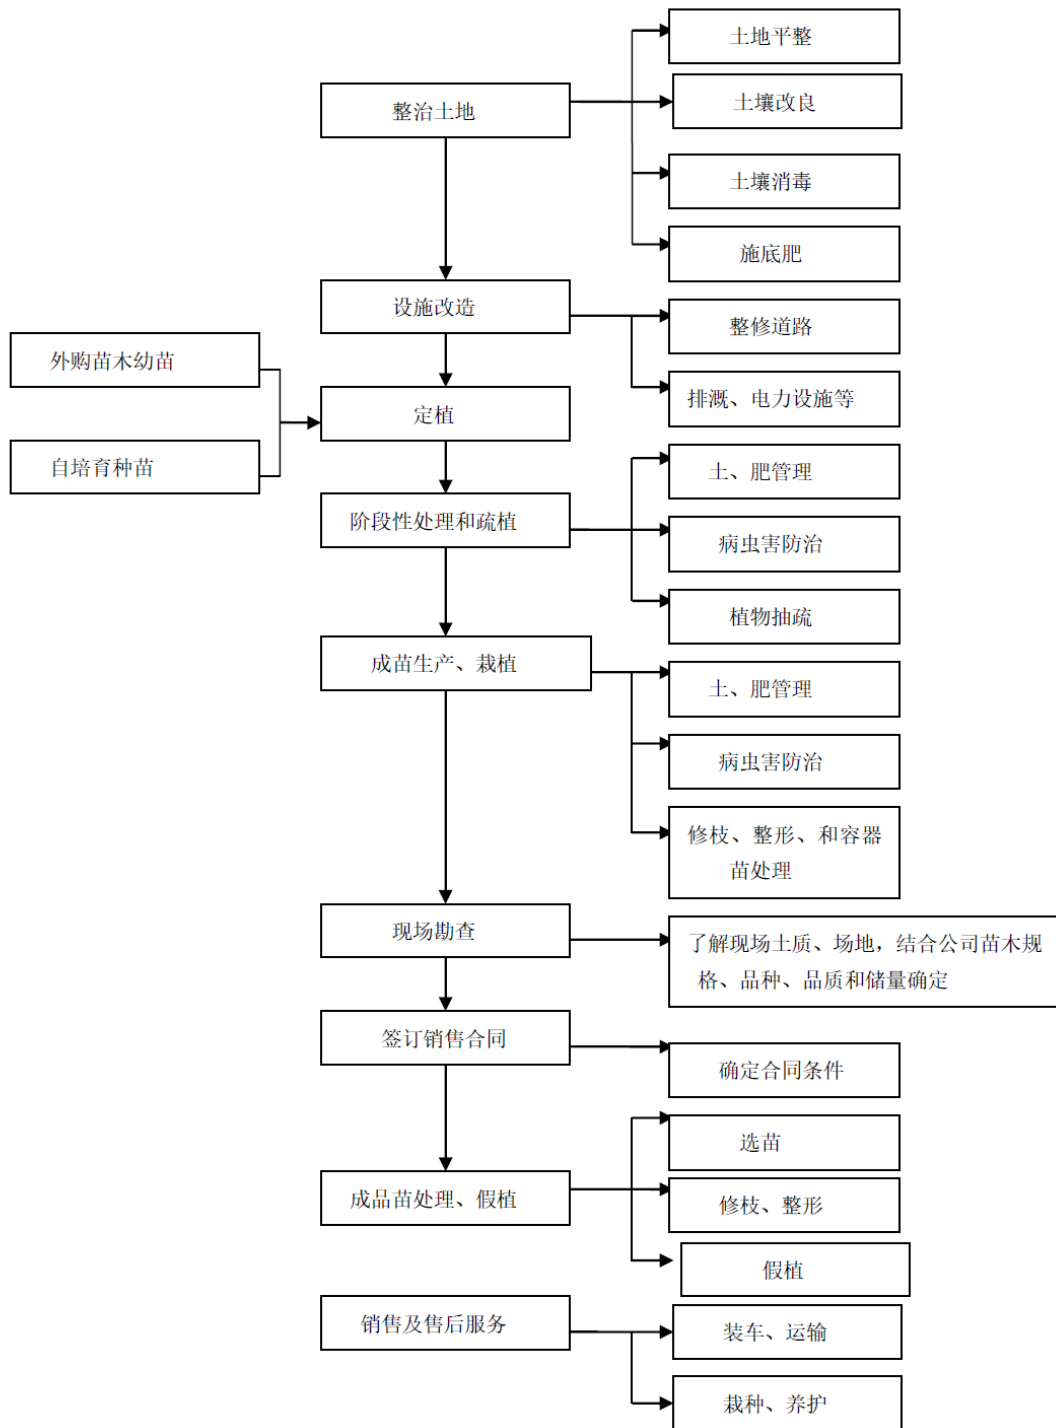 土地平整
整治土地
土壤改良
土壤消毒
施底肥
设施改造
整修道路
外购苗木幼苗
排溉、电力设施等
定植
自培育种苗
土、肥管理
阶段性处理和疏植
病虫害防治
植物抽疏
成苗生产、栽植
土、肥管理
病虫害防治
修枝、整形、和容器
苗处理
现场勘查
了解现场土质、场地，结合公司苗木规
格、品种、品质和储量确定
签订销售合同
确定合同条件
选苗
成品苗处理、假植
修枝、整形
假植
销售及售后服务
装车、运输
栽种、养护